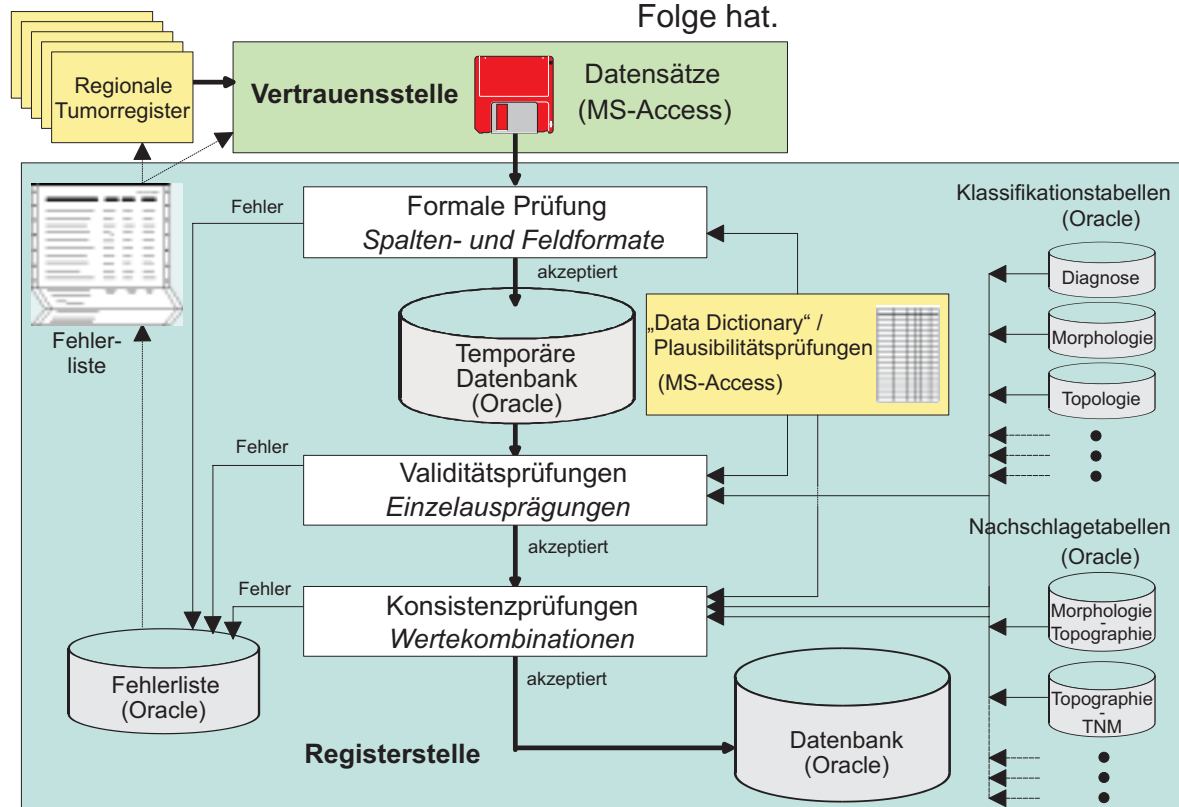 Folge hat.
Regionale
Tumorregister
Vertrauensstelle
Datensätze
(MS-Access)
Fehler
Formale Prüfung
Spalten- und Feldformate
akzeptiert
Klassifikationstabellen
(Oracle)
Diagnose
Morphologie
Topologie
Fehler-
liste
Temporäre
Datenbank
(Oracle)
„Data Dictionary“ /
Plausibilitätsprüfungen
(MS-Access)
Fehler
Validitätsprüfungen
Einzelausprägungen
akzeptiert
Nachschlagetabellen
(Oracle)
Morphologie
-
Topographie
Topographie
-
TNM
Fehler
Konsistenzprüfungen
Wertekombinationen
akzeptiert
Fehlerliste
(Oracle)
Registerstelle
Datenbank
(Oracle)